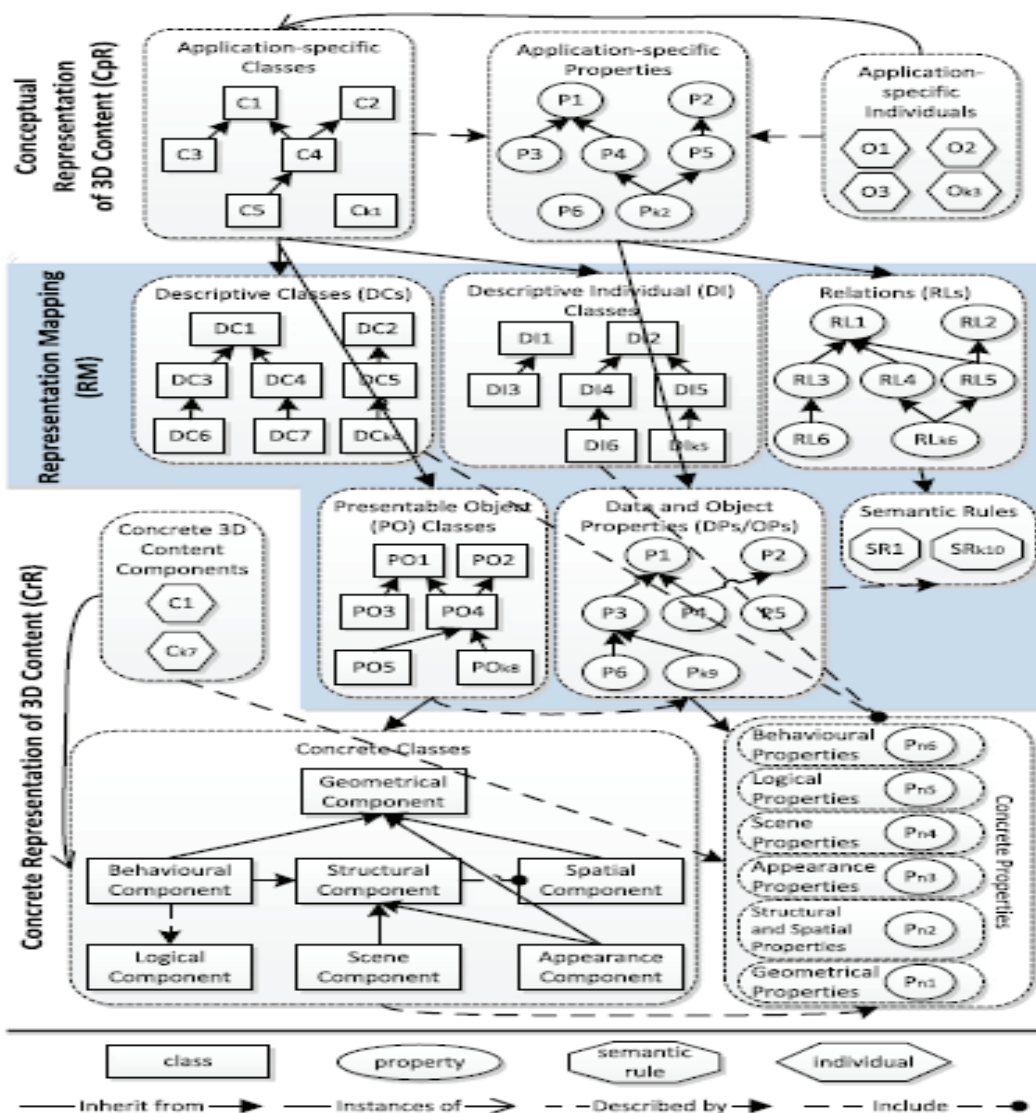 Conceptual
Representation
of 3D Content (CpR)
Application-specific
Classes
C1
C2
C3
C4
C5
Ck1
Application-specific
Properties
P1
P2
P3
P4
P5
P6
Pk2
Application-
specific
Individuals
O1
O2
O3
Ok3
Representation Mapping
(RM)
Descriptive Classes (DCs)
DC1
DC2
DC3
DC4
DC5
DC6
DC7
DCk4
Descriptive Individual (DI)
Classes
DI1
DI2
DI3
DI4
DI5
DI6
DIk5
Relations (RLs)
RL1
RL2
RL3
RL4
RL5
RL6
RLk6
Concrete Representation of 3D Content (CrR)
Concrete 3D
Content
Components
C1
Ck7
Presentable Object
(PO) Classes
PO1
PO2
PO3
PO4
PO5
POk8
Data and Object
Properties (DPs/OPs)
P1
P2
P3
P4
P5
P6
Pk9
Semantic Rules
SR1
SRk10
Concrete Classes
Geometrical
Component
Behavioural
Component
Structural
Component
Spatial
Component
Logical
Component
Scene
Component
Appearance
Component
Behavioural
Properties
Pn6
Logical
Properties
Pn5
Scene
Properties
Pn4
Appearance
Properties
Pn3
Structural
and Spatial
Properties
Pn2
Geometrical
Properties
Pn1
Concrete Properties
class
property
semantic
rule
individual
Inherit from
Instances of
Described by
Include